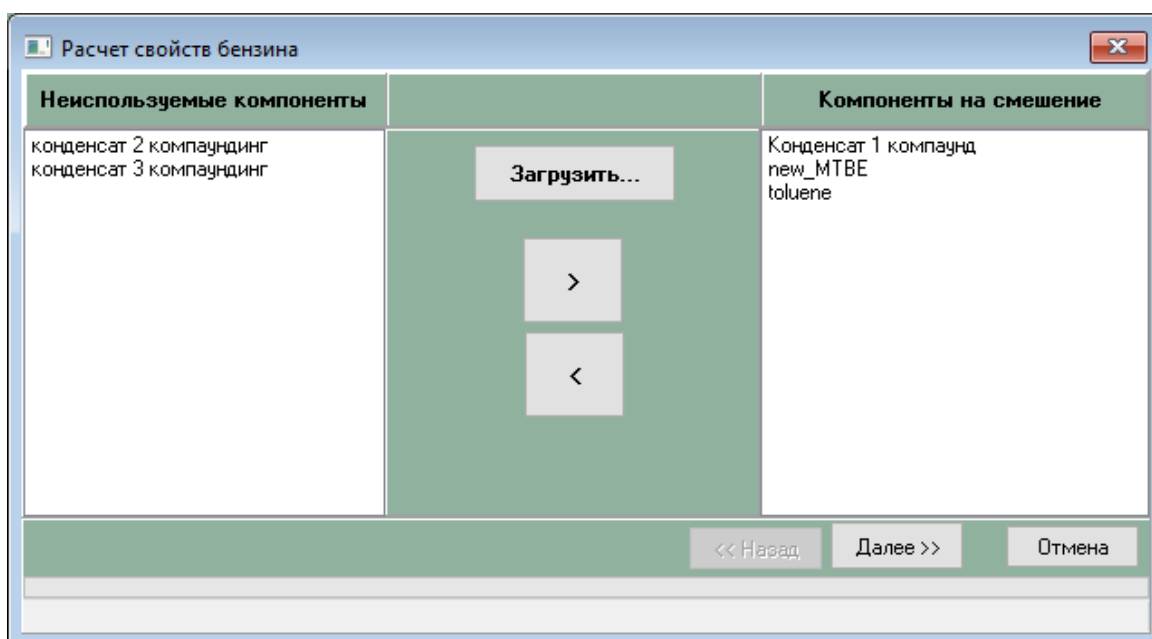 Расчет свойств бензина
Неиспользуемые компоненты
Компоненты на смешение
конденсат 2 компаундинг
конденсат 3 компаундинг
Загрузить...
>
<
Конденсат 1 компаунд
new_MTBE
toluene
<< Назад
Далее >>
Отмена